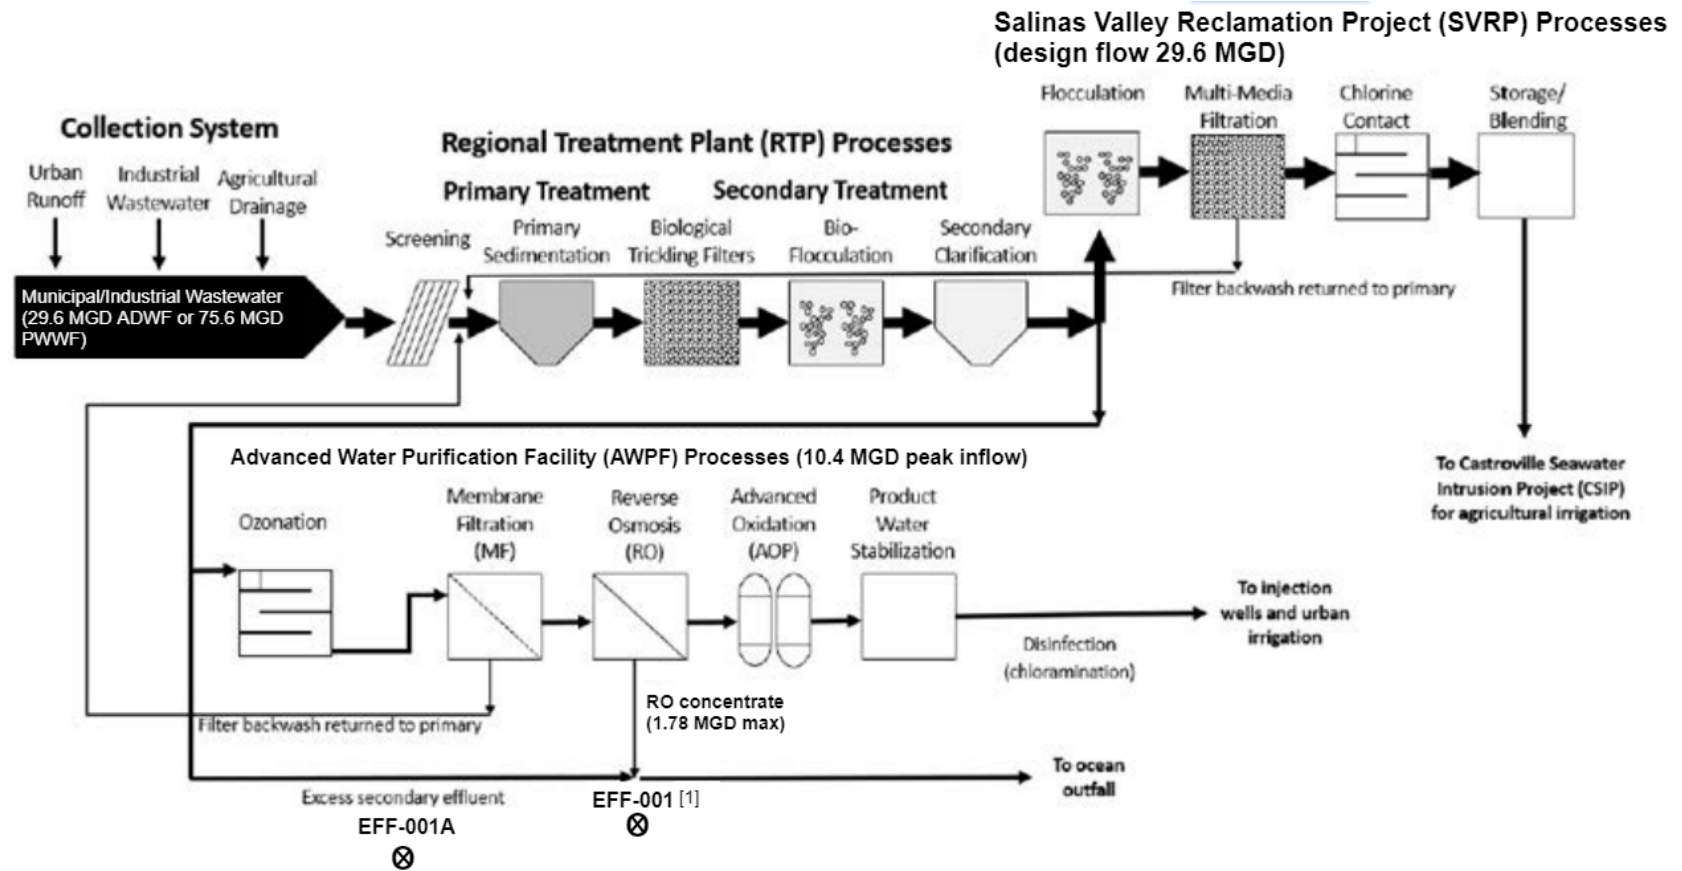 Salinas Valley Reclamation Project (SVRP) Processes
(design flow 29.6 MGD)
Flocculation
Multi-Media
Filtration
Chlorine
Contact
Storage/
Blending
Collection System
Urban
Runoff
Industrial
Wastewater
Agricultural
Drainage
Municipal/Industrial Wastewater
(29.6 MGD ADWF or 75.6 MGD
PWWF)
Regional Treatment Plant (RTP) Processes
Primary Treatment
Secondary Treatment
Screening
Primary
Sedimentation
Biological
Trickling Filters
Bio-
Flocculation
Secondary
Clarification
Filter backwash returned to primary
To Castroville Seawater
Intrusion Project (CSIP)
for agricultural irrigation
Advanced Water Purification Facility (AWPF) Processes (10.4 MGD peak inflow)
Ozonation
Membrane
Filtration
(MF)
Reverse
Osmosis
(RO)
Advanced
Oxidation
(AOP)
Product
Water
Stabilization
To injection
wells and urban
irrigation
Disinfection
(chloramination)
RO concentrate
(1.78 MGD max)
Filter backwash returned to primary
To ocean
outfall
Excess secondary effluent
EFF-001A
EFF-001 [1]